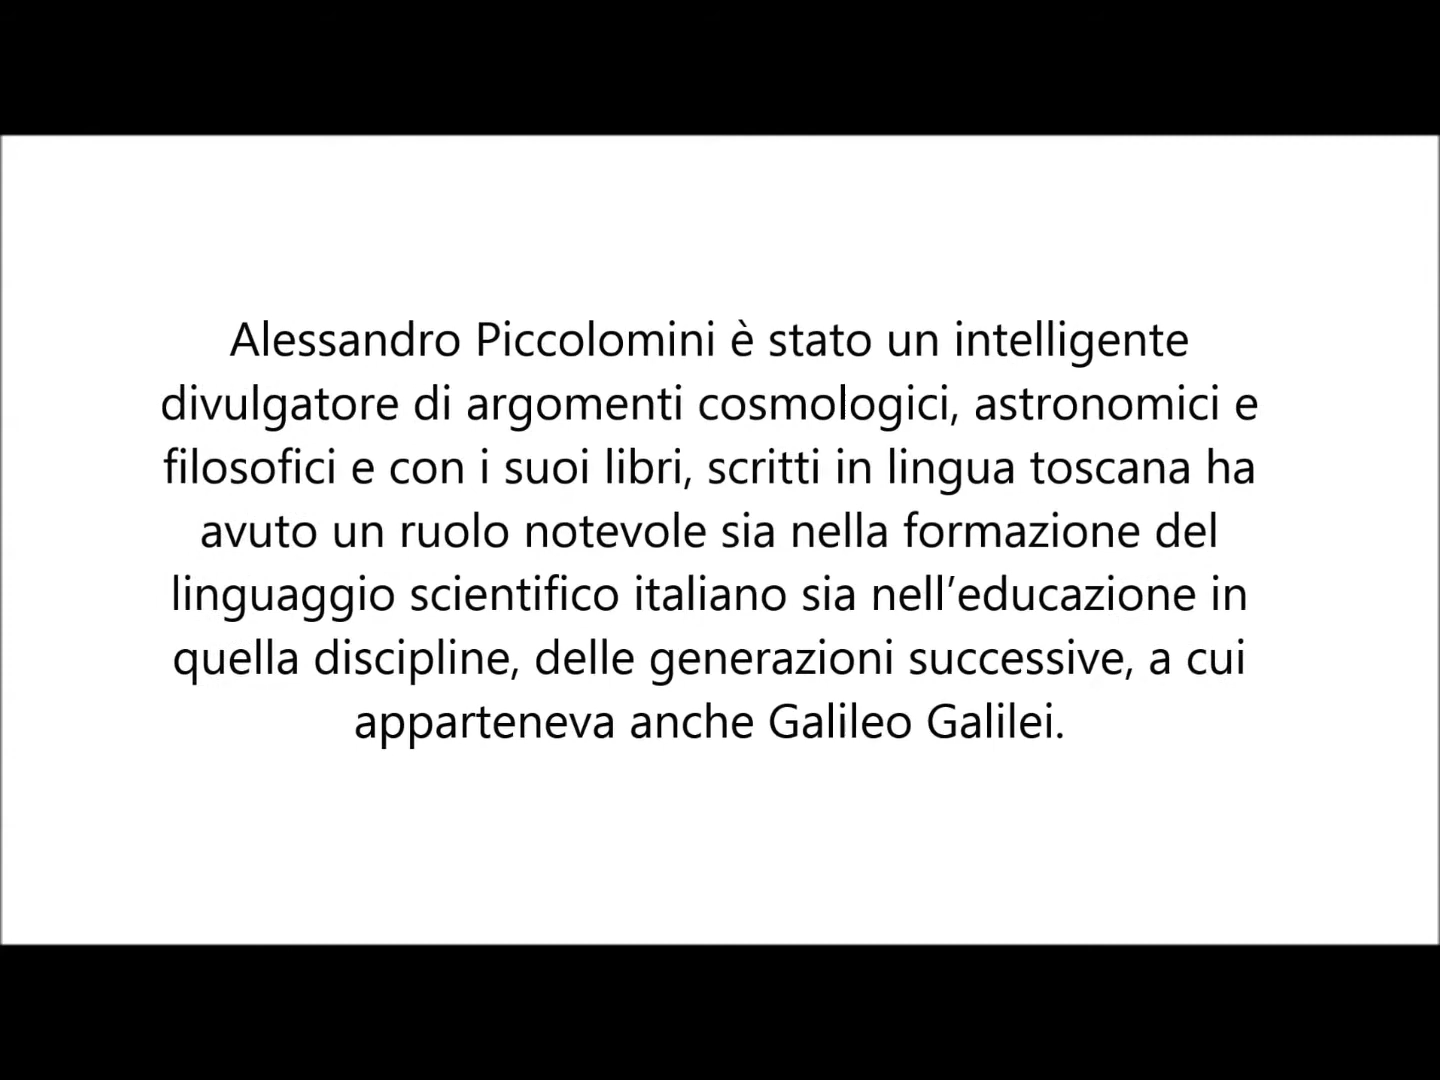 Alessandro Piccolomini è stato un intelligente
divulgatore di argomenti cosmologici, astronomici e
filosofici e con i suoi libri, scritti in lingua toscana ha
avuto un ruolo notevole sia nella formazione del
linguaggio scientifico italiano sia nell’educazione in
quella discipline, delle generazioni successive, a cui
apparteneva anche Galileo Galilei.